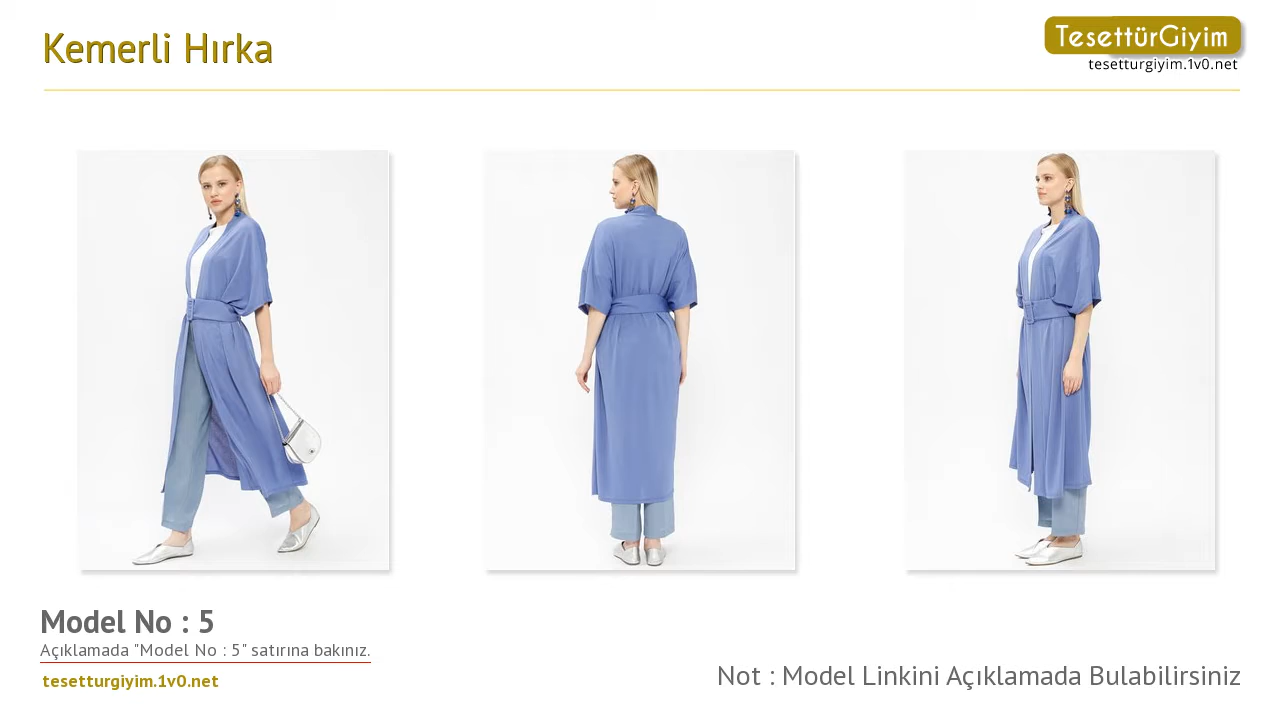 Kemerli Hırka
TesettürGiyim
tesetturgiyim.1v0.net
Model No : 5
Açıklamada "Model No : 5" satırına bakınız.
tesetturgiyim.1v0.net
Not : Model Linkini Açıklamada Bulabilirsiniz